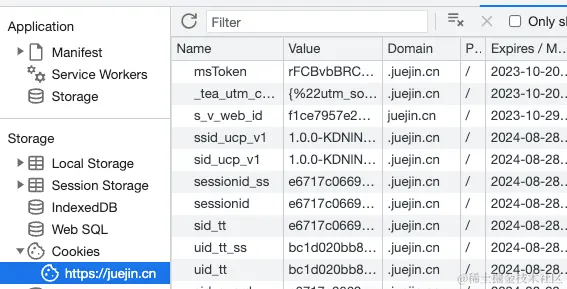 Application
Manifest
Service Workers
Storage
Storage
Local Storage
Session Storage
IndexedDB
Web SQL
Cookies
https://juejin.cn
Filter
Only sh
Name Value Domain P.. Expires / M...
msToken rFCBvbBRC... .juejin.cn / 2023-10-20...
_tea_utm_c... {%22utm_so... .juejin.cn / 2023-10-20...
s_v_web_id f1ce7957e2... juejin.cn / 2023-10-29...
ssid_ucp_v1 1.0.0-KDNlN... .juejin.cn / 2024-08-28...
sid_ucp_v1 1.0.0-KDNlN... .juejin.cn / 2024-08-28...
sessionid_ss e6717c0669... .juejin.cn / 2024-08-28...
sessionid e6717c0669... .juejin.cn / 2024-08-28...
sid_tt e6717c0669... .juejin.cn / 2024-08-28...
uid_tt_ss bc1d020bb8... .juejin.cn / 2024-08-28...
uid_tt bc1d020bb8... .juejin.cn / 2024-08-28...
@稀土掘金技术社区